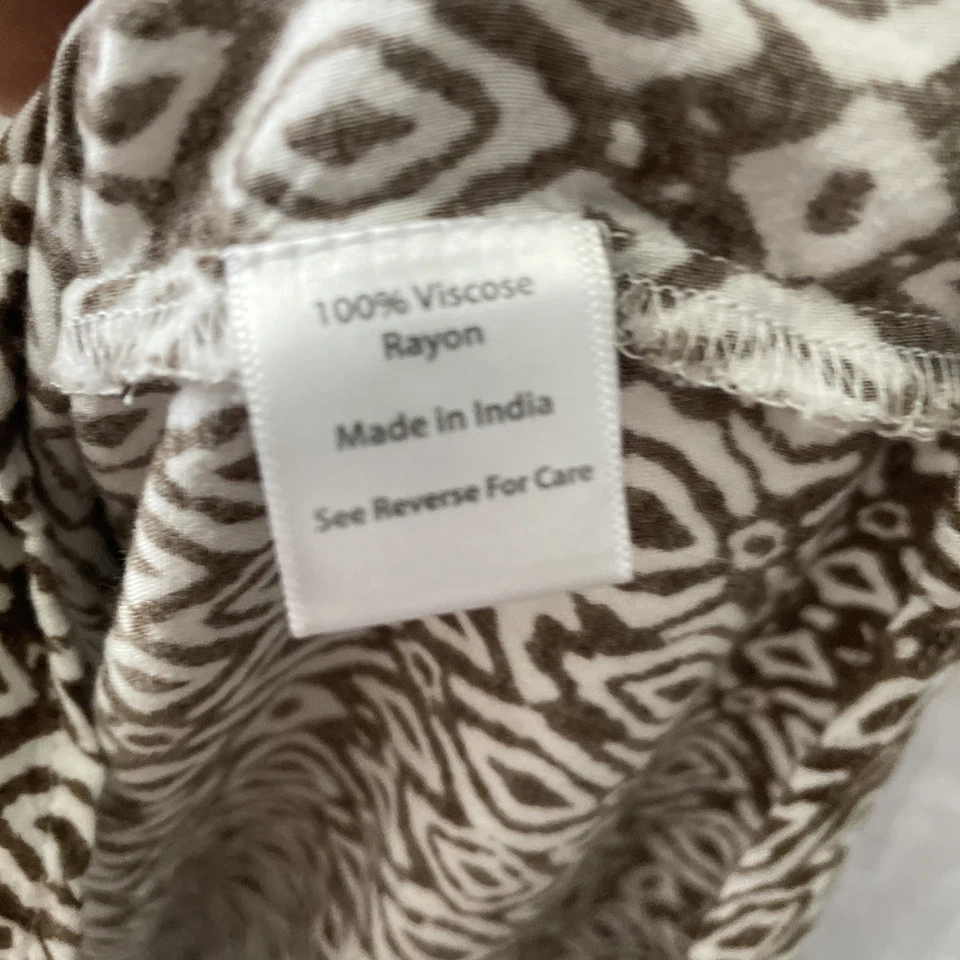 100% Viscose
Rayon
Made in India
See Reverse For Care